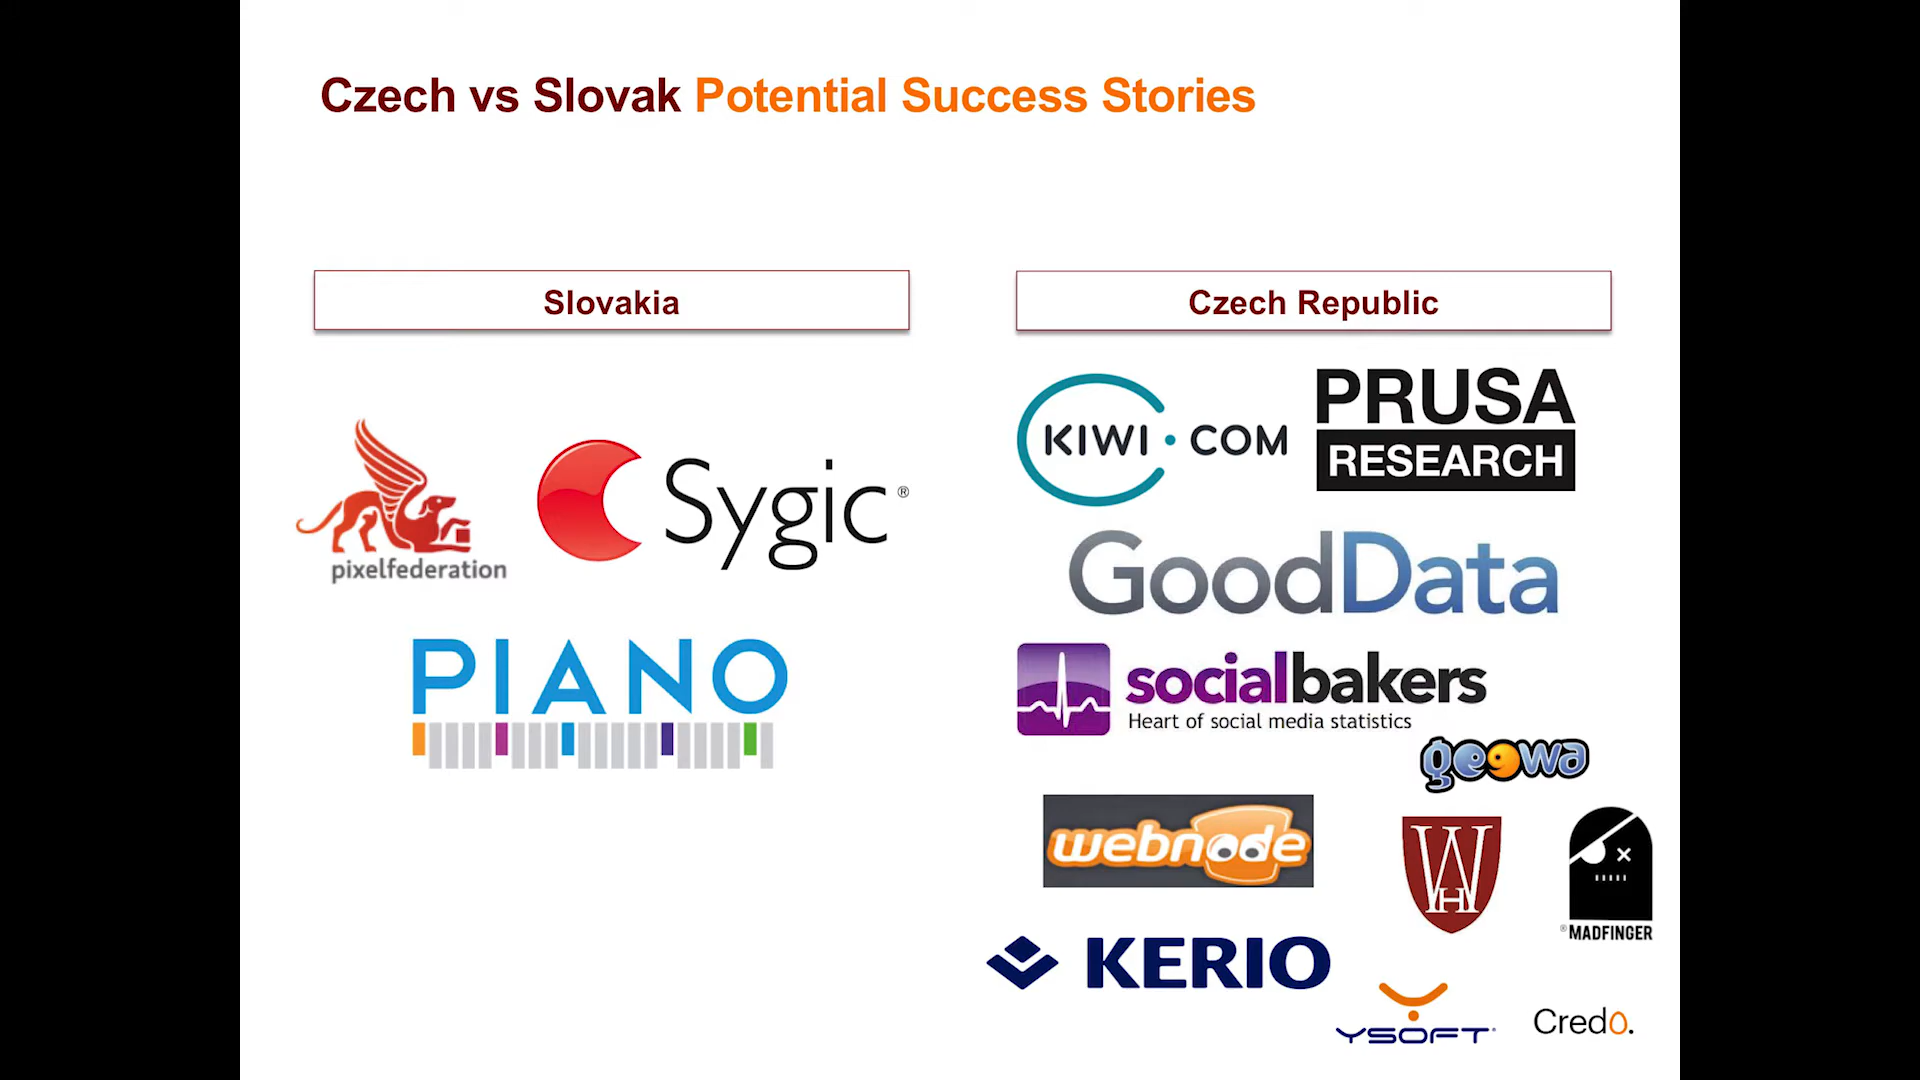 Czech vs Slovak Potential Success Stories
Slovakia
Czech Republic
pixelfederation
Sygic®
PIANO
KIWI.COM
PRUSA
RESEARCH
GoodData
socialbakers
Heart of social media statistics
geewa
webnode
WH
® MADFINGER
KERIO
YSOFT
Credo.